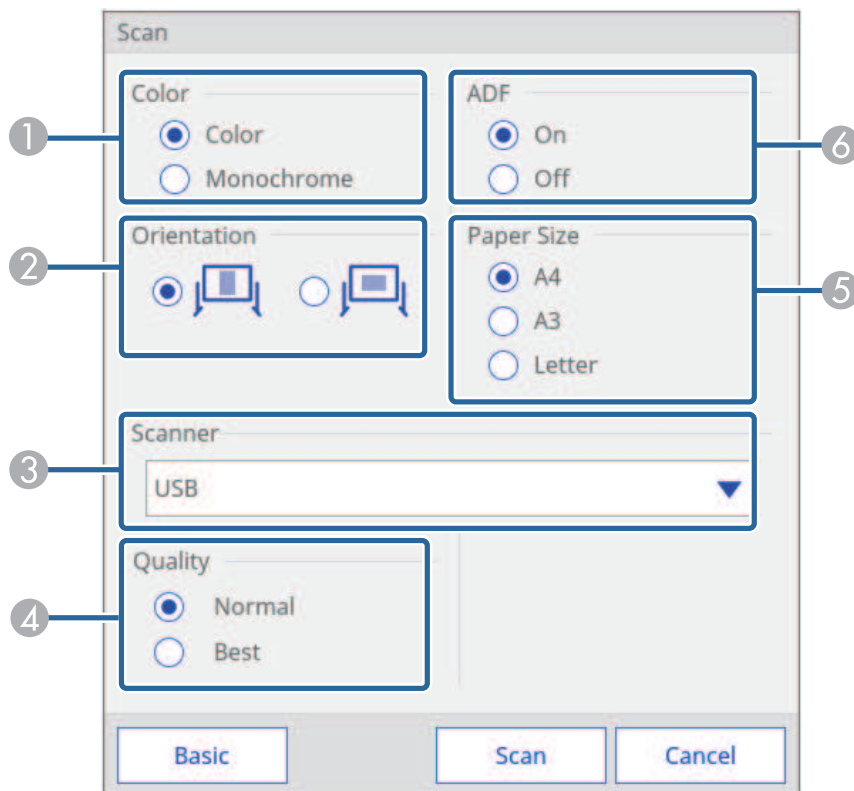 Scan
Color
Color
Monochrome
1
Orientation
2
ADF
On
Off
6
Paper Size
A4
A3
Letter
5
Scanner
USB
3
Quality
Normal
Best
4
Basic
Scan
Cancel